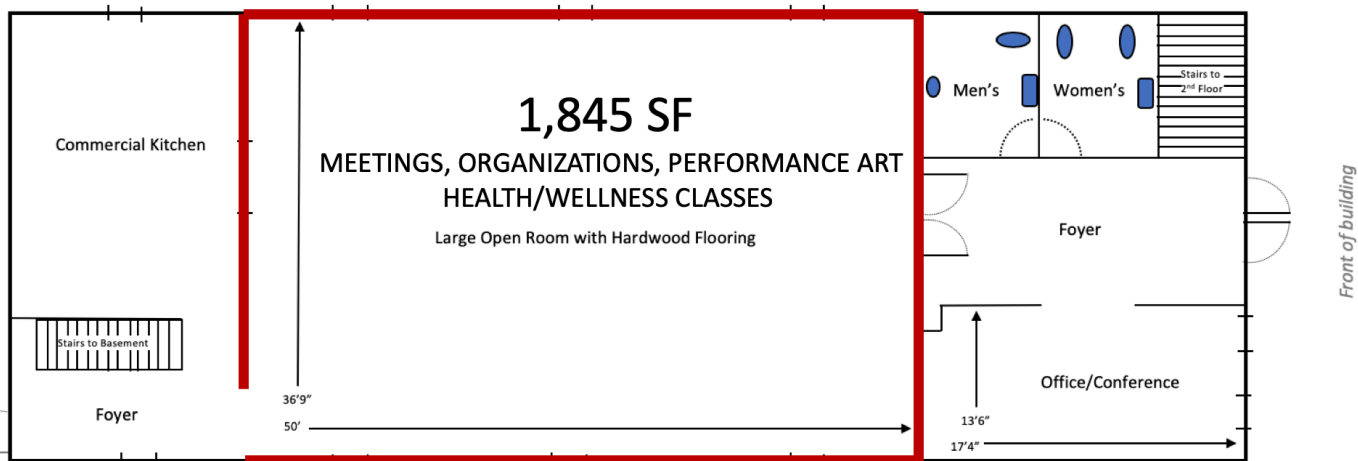 Commercial Kitchen
Stairs to Basement
Foyer
1,845 SF
MEETINGS, ORGANIZATIONS, PERFORMANCE ART
HEALTH/WELLNESS CLASSES
Large Open Room with Hardwood Flooring
36'9"
50'
Men's
Women's
Stairs to
2nd Floor
Foyer
Office/Conference
13'6"
17'4"
Front of building